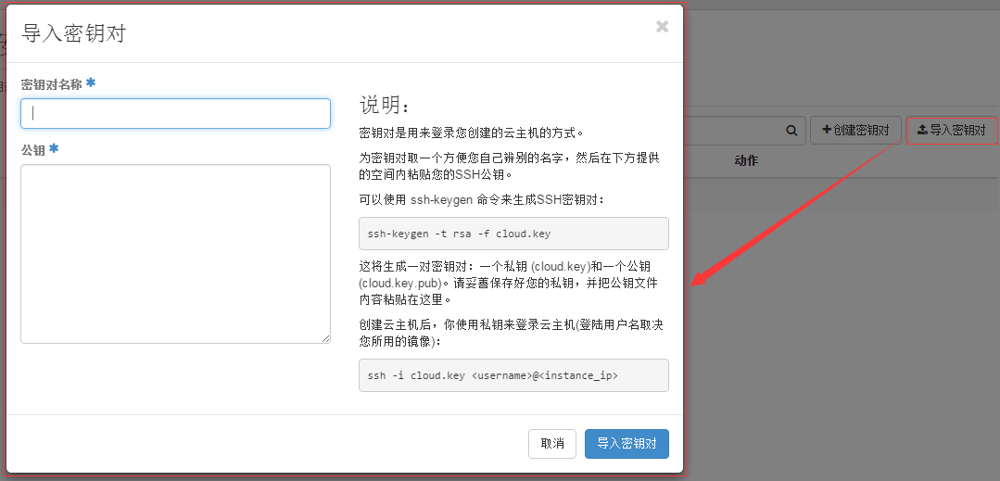 导入密钥对
×
密钥对名称 *
公钥 *
说明：
密钥对是用来登录您创建的云主机的方式。
为密钥对取一个方便您自己辨别的名字，然后在下方提供
的空间内粘贴您的SSH公钥。
可以使用 ssh-keygen 命令来生成SSH密钥对：
ssh-keygen -t rsa -f cloud.key
这将生成一对密钥对：一个私钥 (cloud.key)和一个公钥
(cloud.key.pub)。请妥善保存好您的私钥，并把公钥文件
内容粘贴在这里。
创建云主机后，你使用私钥来登录云主机(登陆用户名取决
您所用的镜像)：
ssh -i cloud.key <username>@<instance_ip>
取消
导入密钥对
+创建密钥对
导入密钥对
动作